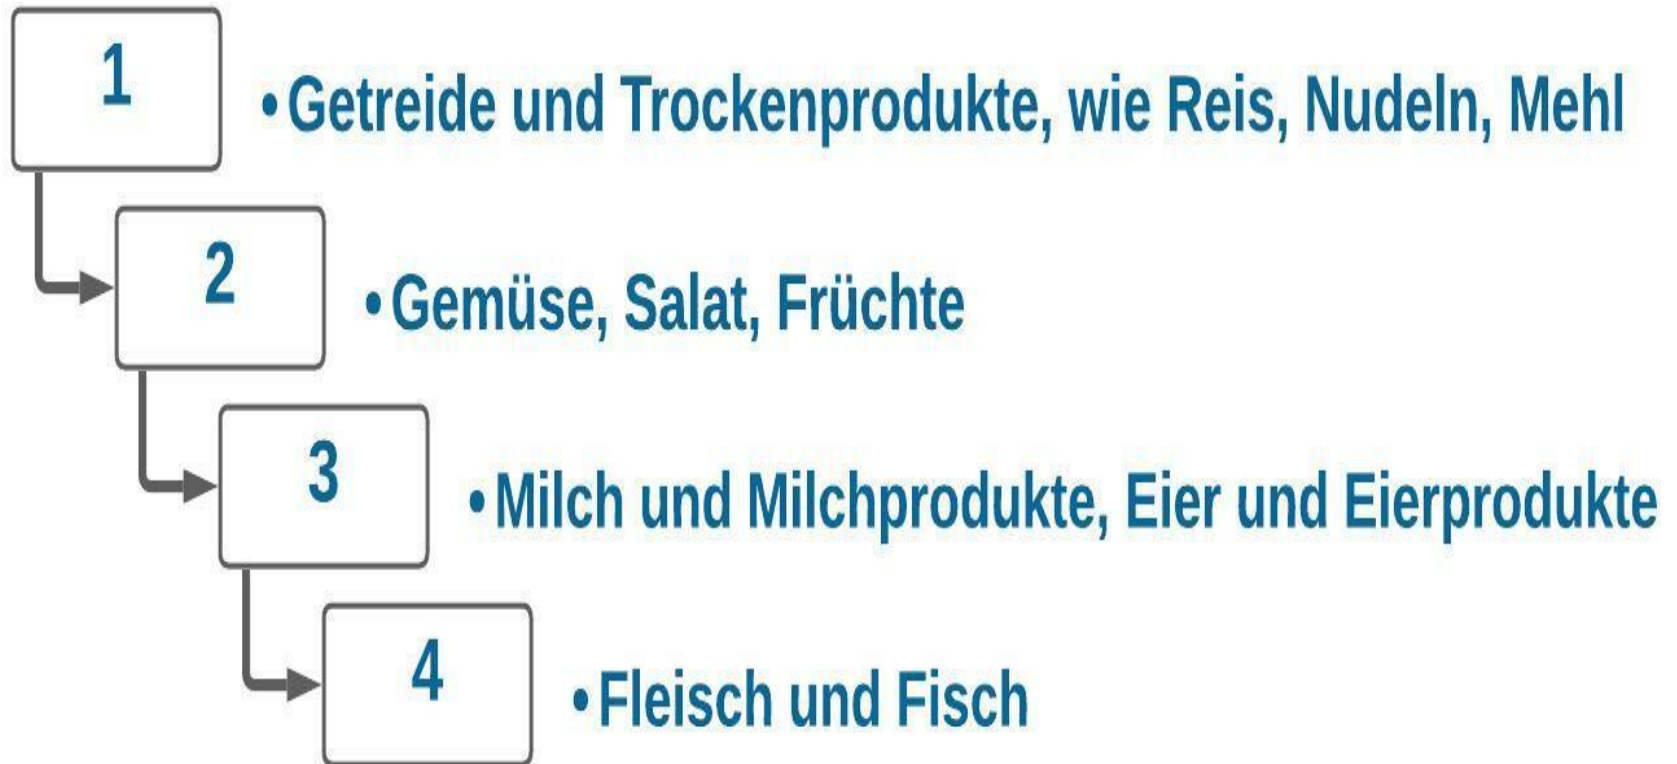 1
• Getreide und Trockenprodukte, wie Reis, Nudeln, Mehl
2
• Gemüse, Salat, Früchte
3
• Milch und Milchprodukte, Eier und Eierprodukte
4
• Fleisch und Fisch